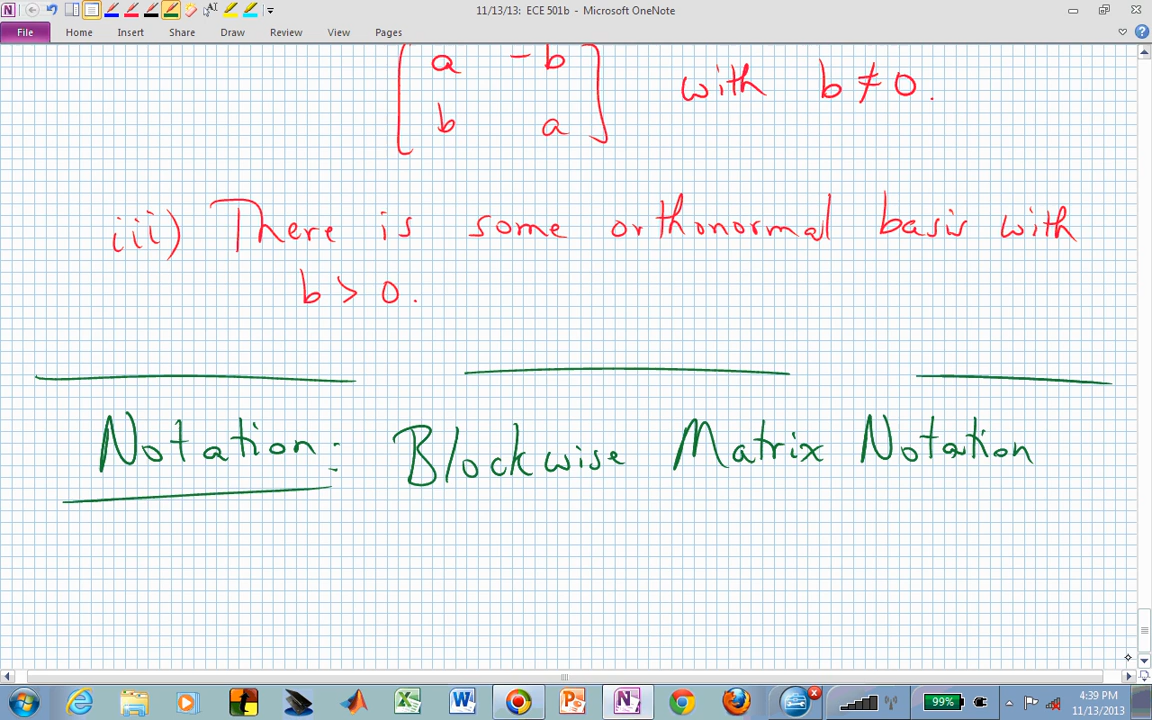 11/13/13: ECE 501b - Microsoft OneNote
File Home Insert Share Draw Review View Pages
a -b
b a
with b ≠ 0.
iii) There is some orthonormal basis with
b > 0.
Notation: Blockwise Matrix Notation
99%
4:39 PM
11/13/2013